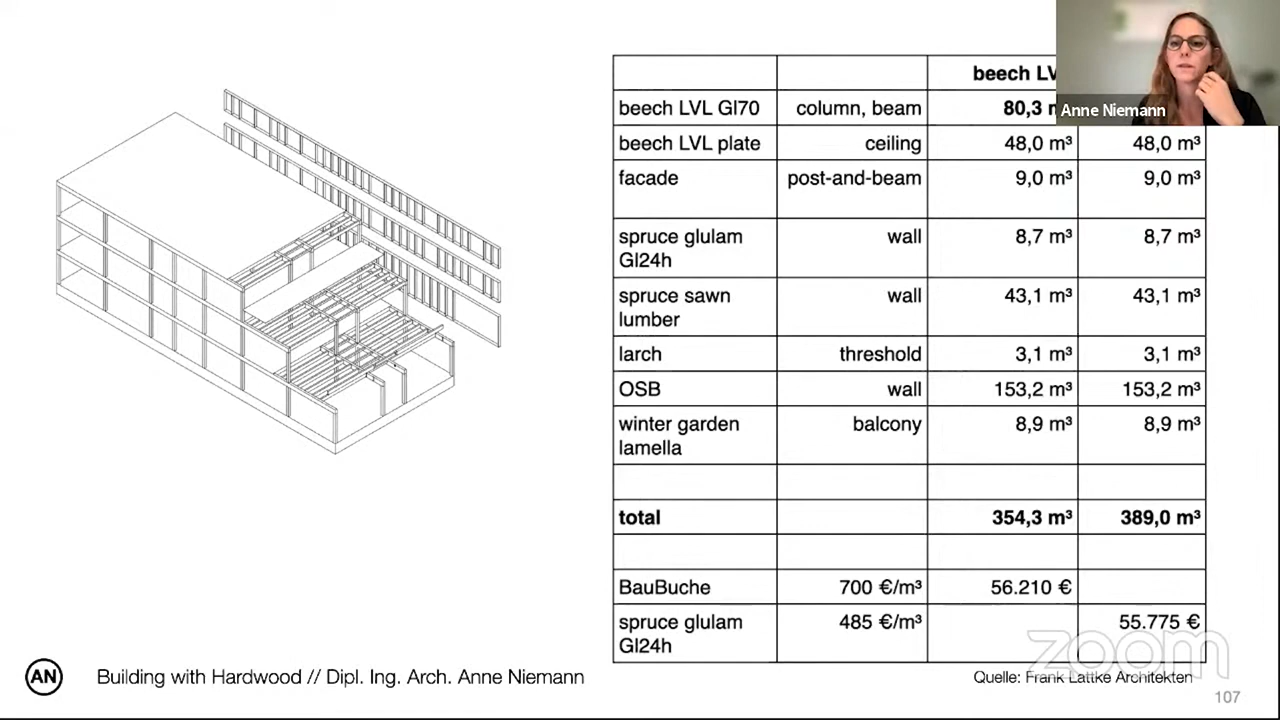 beech
Anne Niemann
beech LVL Gl70 column, beam 80,3
beech LVL plate ceiling 48,0 m³ 48,0 m³
facade post-and-beam 9,0 m³ 9,0 m³
spruce glulam wall 8,7 m³ 8,7 m³
Gl24h
spruce sawn wall 43,1 m³ 43,1 m³
lumber
larch threshold 3,1 m³ 3,1 m³
OSB wall 153,2 m³ 153,2 m³
winter garden balcony 8,9 m³ 8,9 m³
lamella
total 354,3 m³ 389,0 m³
BauBuche 700 €/m³ 56.210 €
spruce glulam 485 €/m³ 55.775 €
Gl24h
zoom
AN Building with Hardwood // Dipl. Ing. Arch. Anne Niemann
Quelle: Frank Lattke Architekten
107